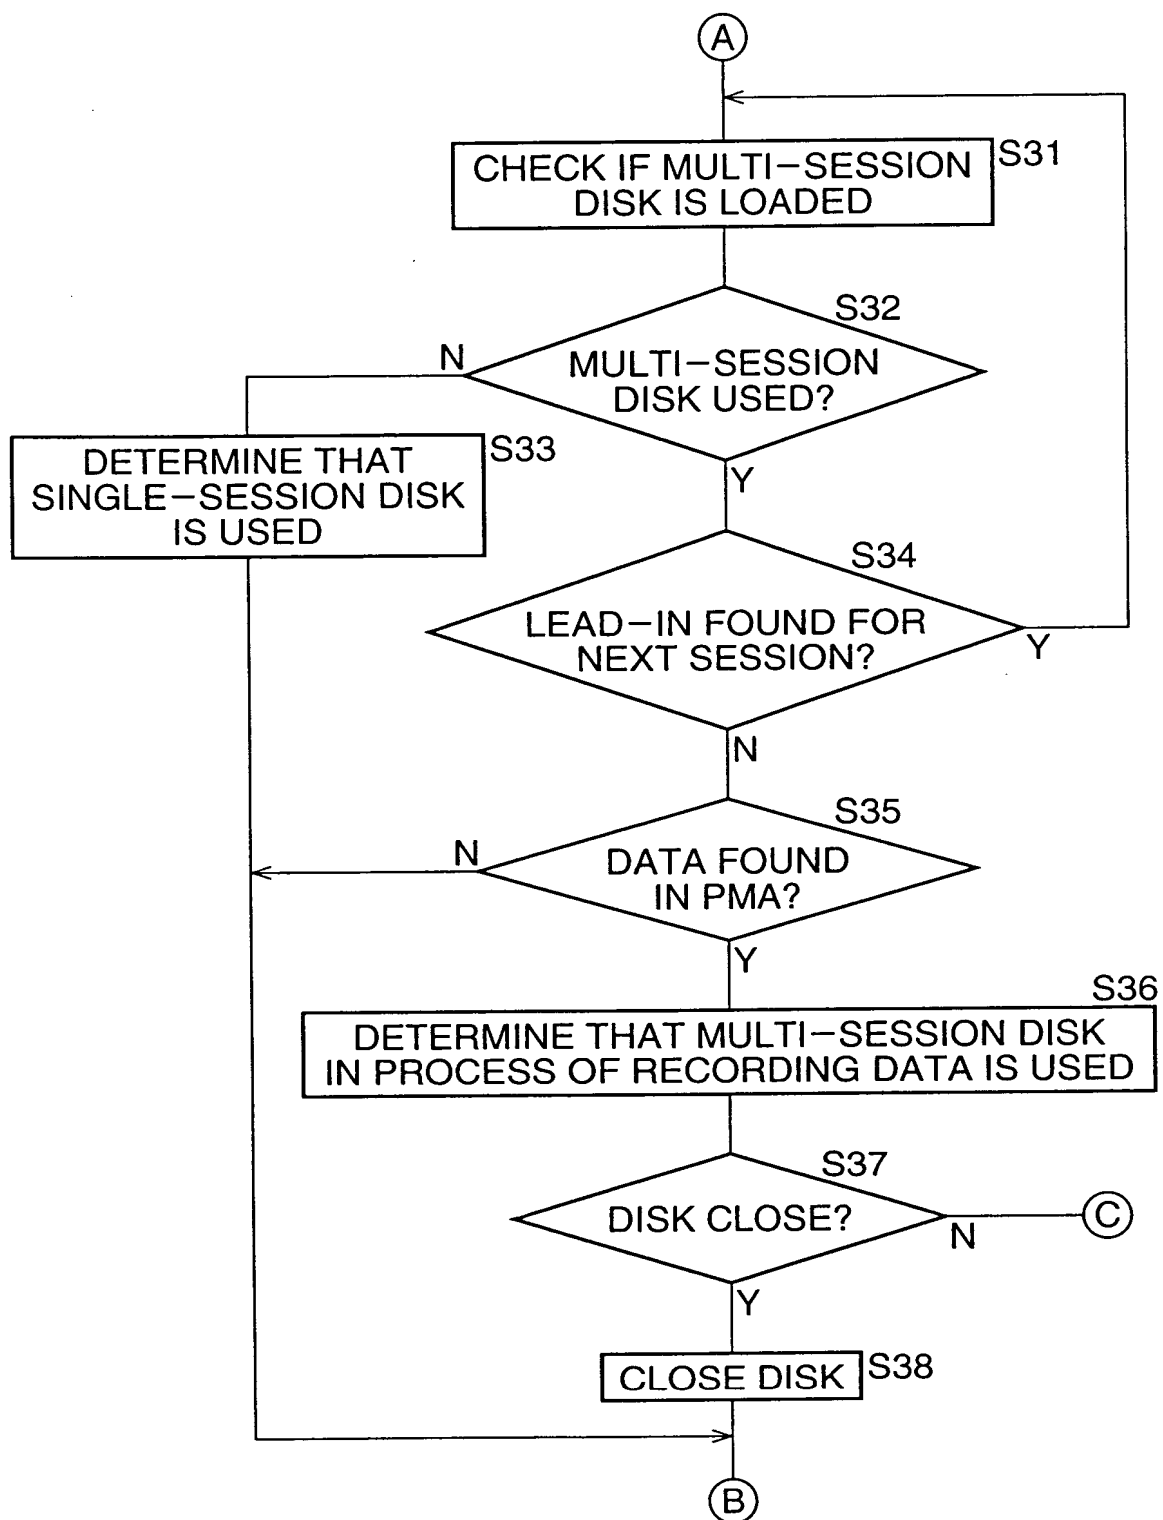 A
CHECK IF MULTI-SESSION
DISK IS LOADED
S31
S32
N
MULTI-SESSION
DISK USED?
Y
S33
DETERMINE THAT
SINGLE-SESSION DISK
IS USED
S34
LEAD-IN FOUND FOR
NEXT SESSION?
Y
N
S35
N
DATA FOUND
IN PMA?
Y
S36
DETERMINE THAT MULTI-SESSION DISK
IN PROCESS OF RECORDING DATA IS USED
S37
DISK CLOSE?
N
C
Y
CLOSE DISK
S38
B